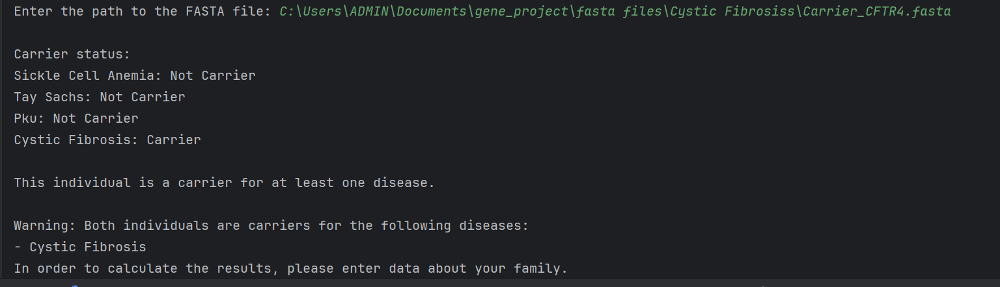 Enter the path to the FASTA file: C:\Users\ADMIN\Documents\gene_project\fasta files\Cystic Fibrosiss\Carrier_CFTR4.fasta
Carrier status:
Sickle Cell Anemia: Not Carrier
Tay Sachs: Not Carrier
Pku: Not Carrier
Cystic Fibrosis: Carrier
This individual is a carrier for at least one disease.
Warning: Both individuals are carriers for the following diseases:
- Cystic Fibrosis
In order to calculate the results, please enter data about your family.